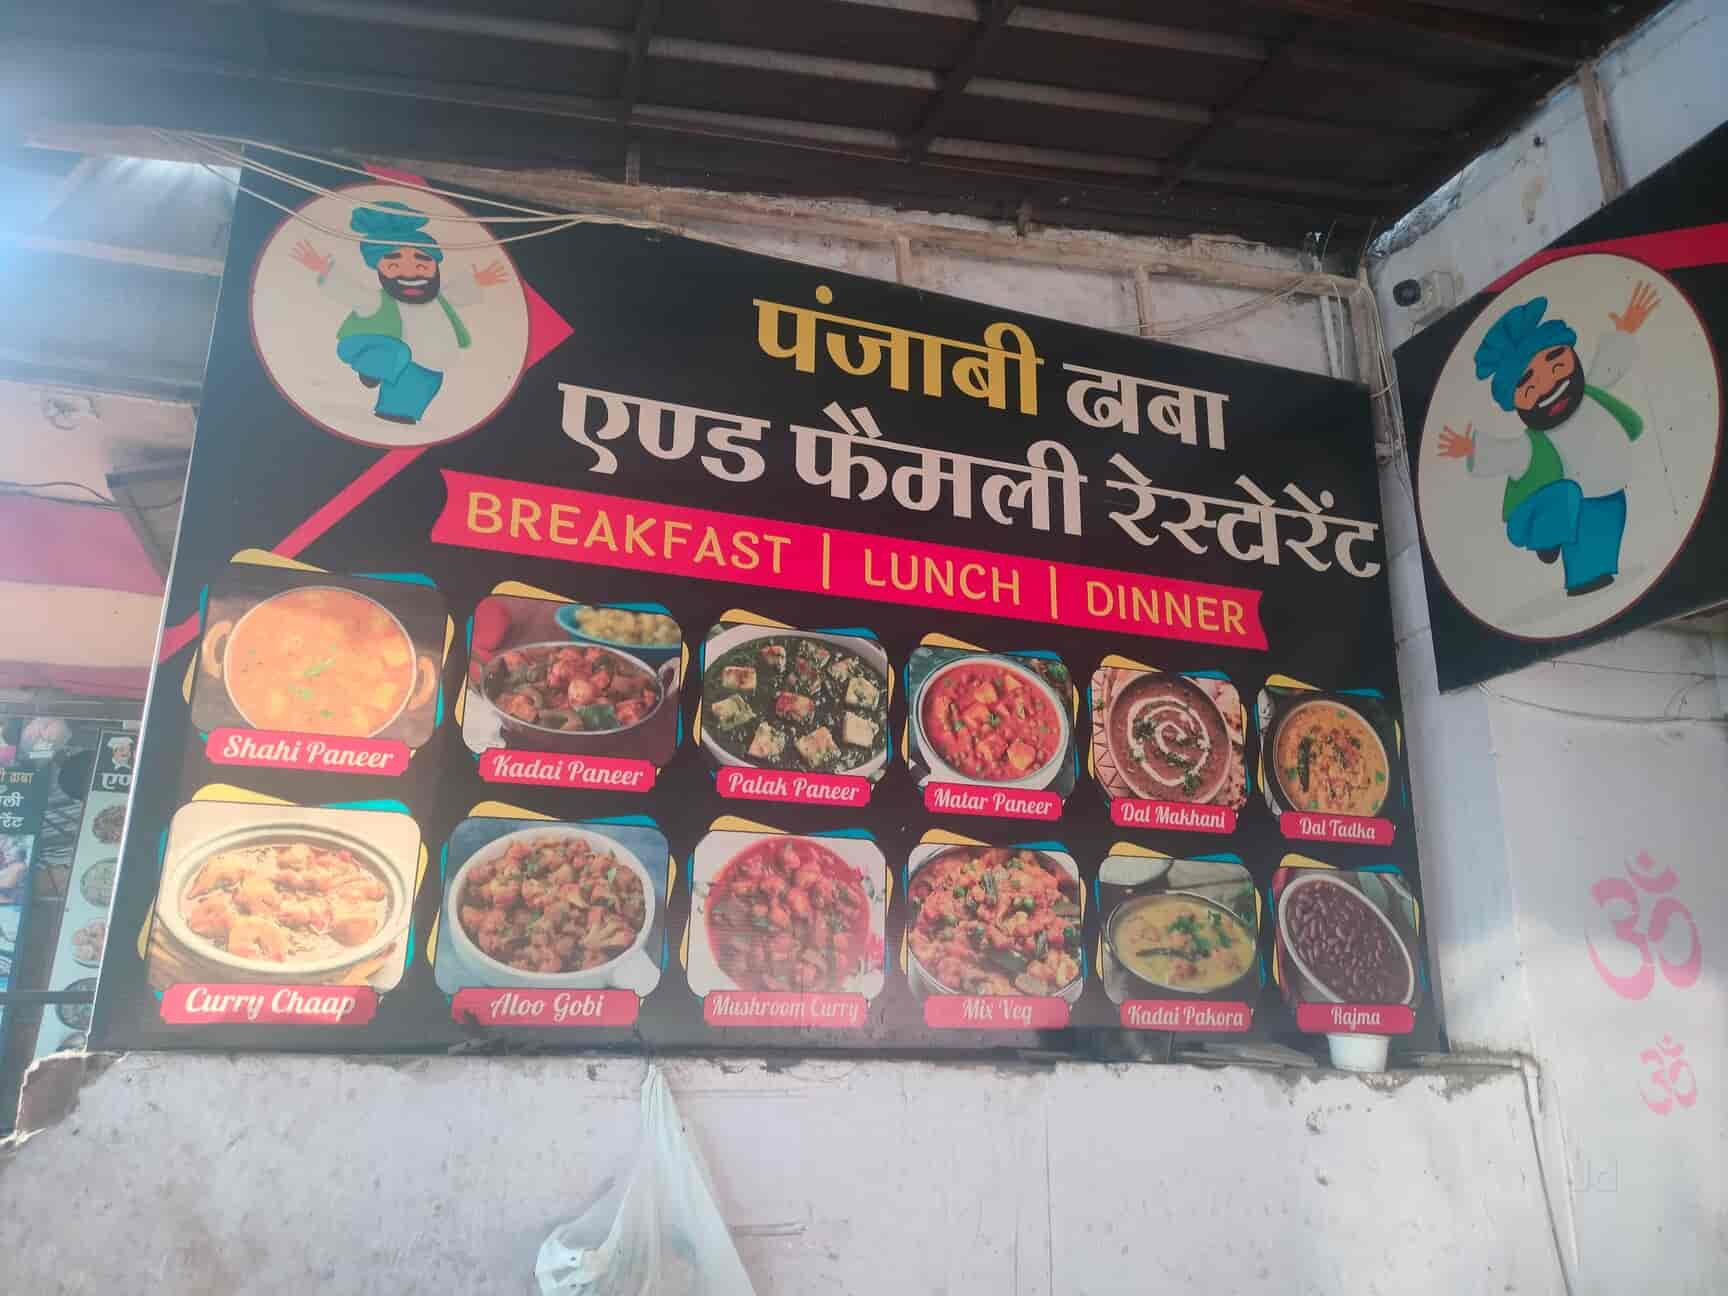 पंजाबी ढाबा
एण्ड फैमली रेस्टोरेंट
BREAKFAST | LUNCH | DINNER
Shahi Paneer
Kadai Paneer
Palak Paneer
Matar Paneer
Dal Makhani
Dal Tadka
Curry Chaap
Aloo Gobi
Mushroom Curry
Mix Veg
Kadai Pakora
Rajma
ॐ
ॐ
एण्
ढाबा